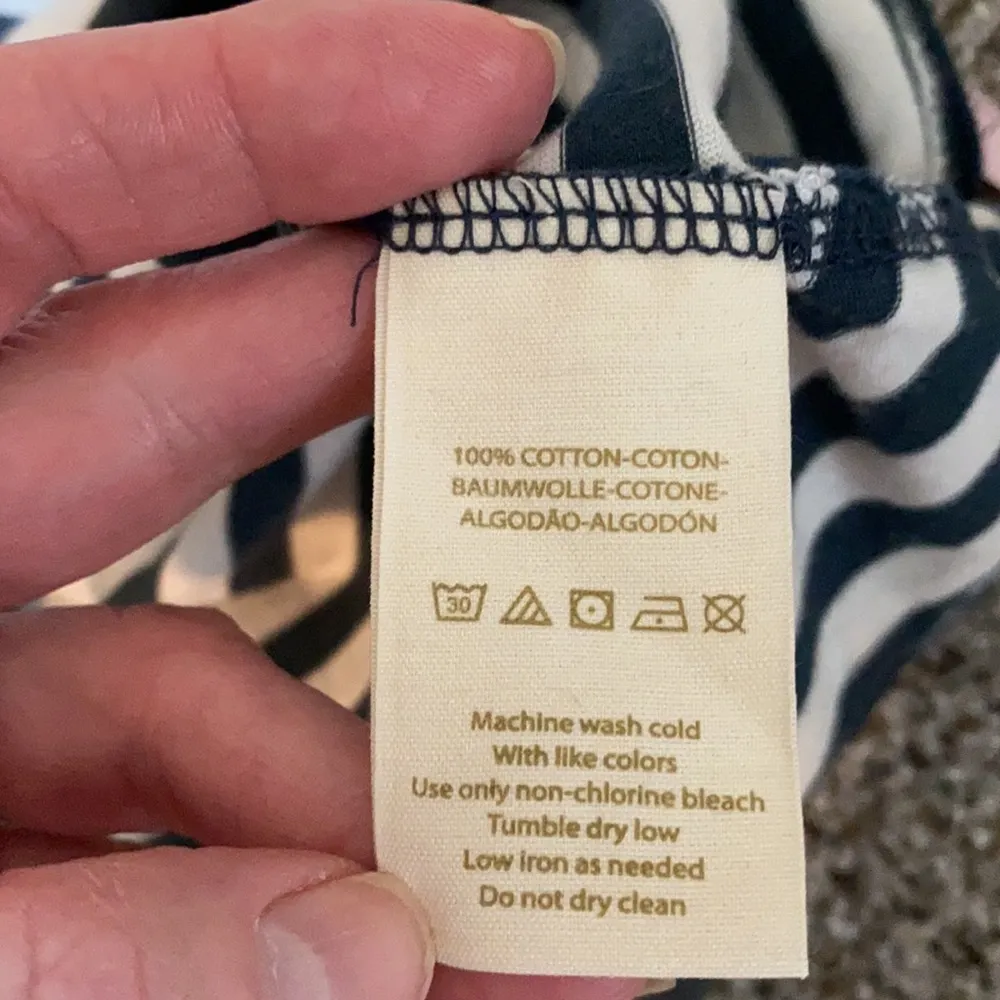 100% COTTON-COTON-
BAUMWOLLE-COTONE-
ALGODÃO-ALGODÓN
30
Machine wash cold
With like colors
Use only non-chlorine bleach
Tumble dry low
Low iron as needed
Do not dry clean